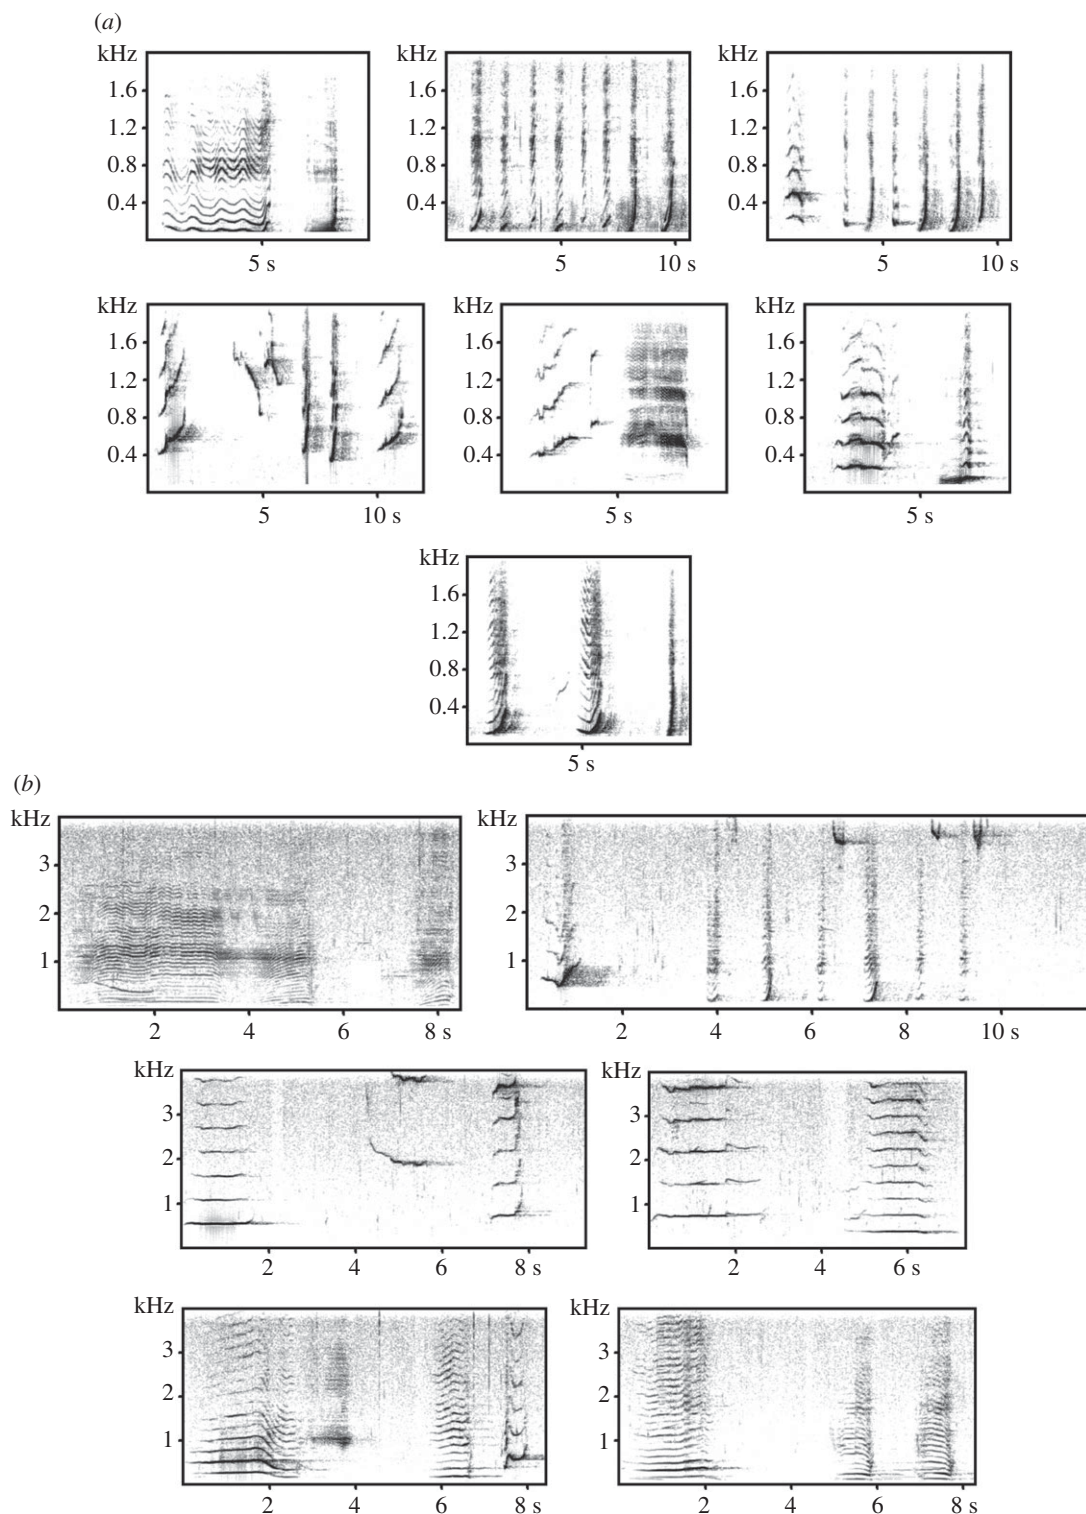 (a)
kHz kHz kHz
1.6 1.6 1.6
1.2 1.2 1.2
0.8 0.8 0.8
0.4 0.4 0.4
5 s 5 10 s 5 10 s
kHz kHz kHz
1.6 1.6 1.6
1.2 1.2 1.2
0.8 0.8 0.8
0.4 0.4 0.4
5 10 s 5 s 5 s
kHz
1.6
1.2
0.8
0.4
5 s
(b)
kHz kHz
3 3
2 2
1 1
2 4 6 8 s 2 4 6 8 10 s
kHz kHz
3 3
2 2
1 1
2 4 6 8 s 2 4 6 s
kHz kHz
3 3
2 2
1 1
2 4 6 8 s 2 4 6 8 s